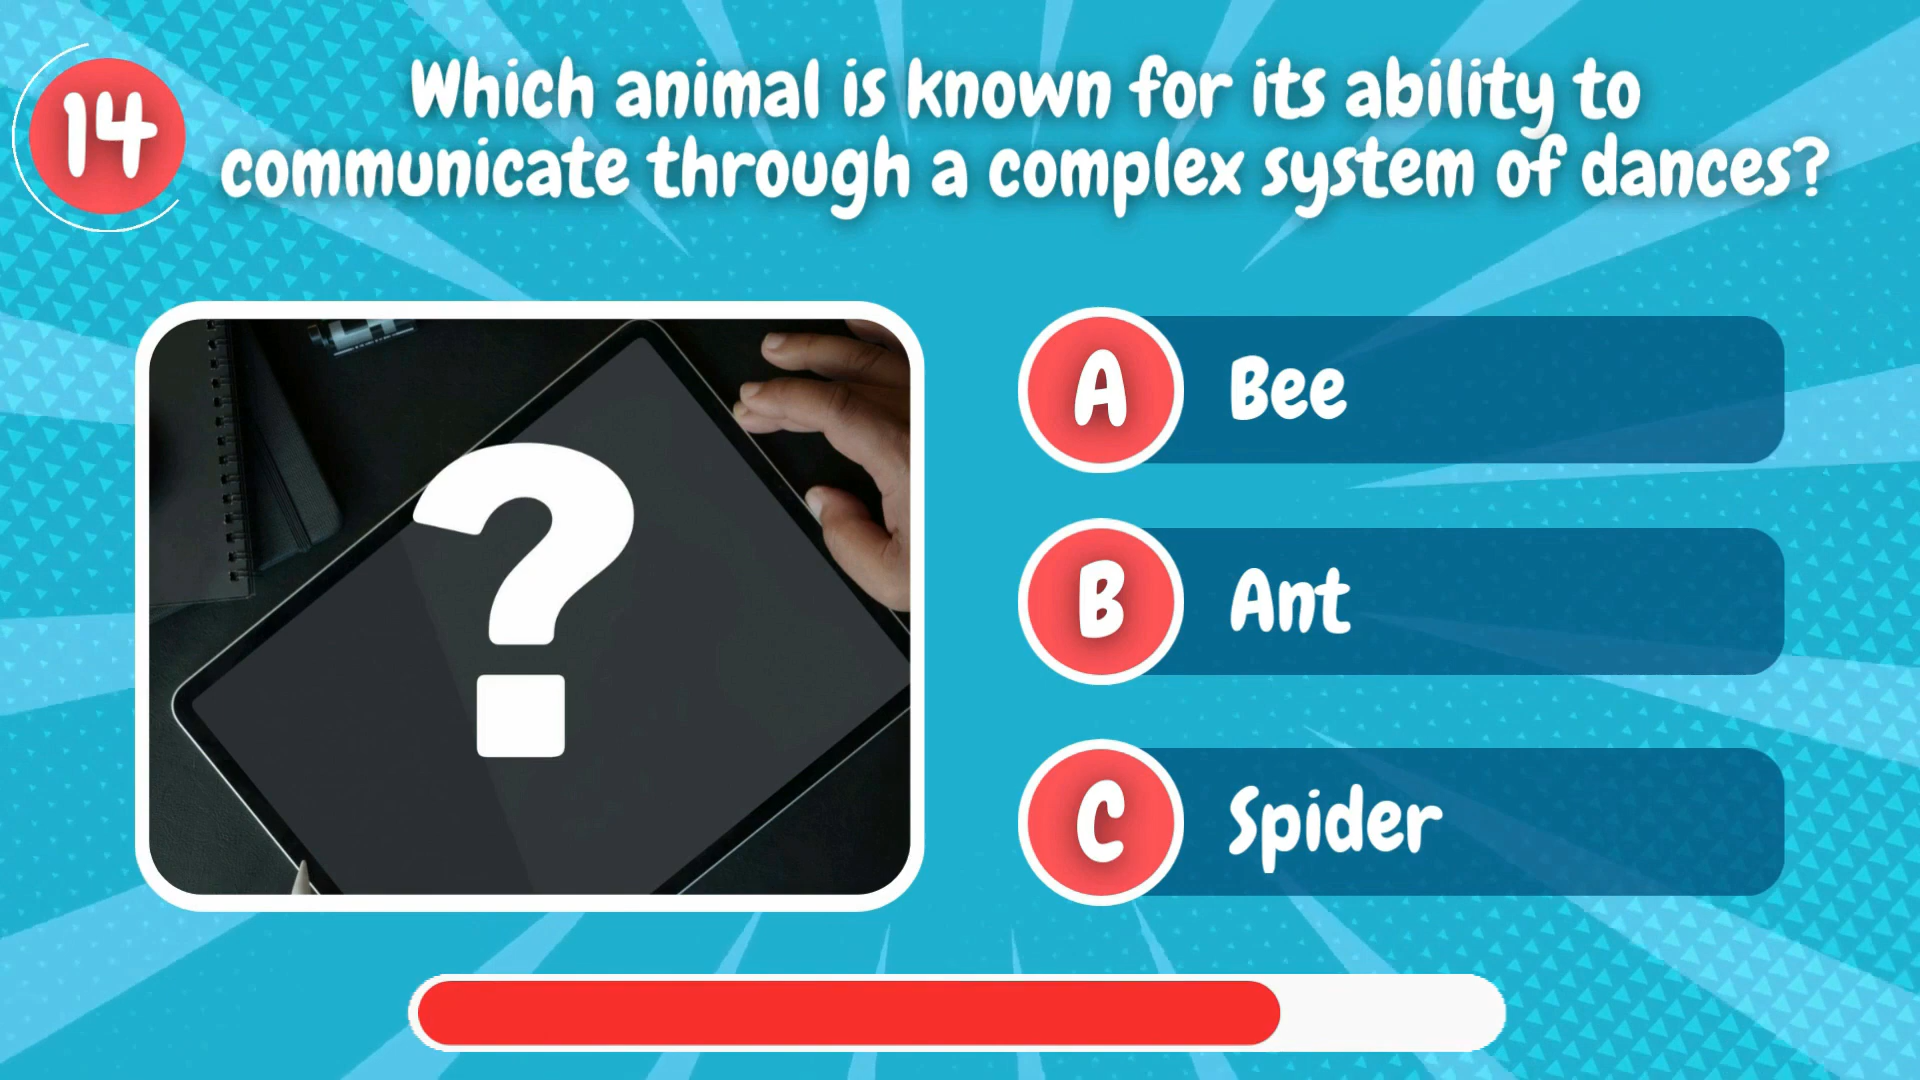 14
Which animal is known for its ability to
communicate through a complex system of dances?
?
A Bee
B Ant
C Spider